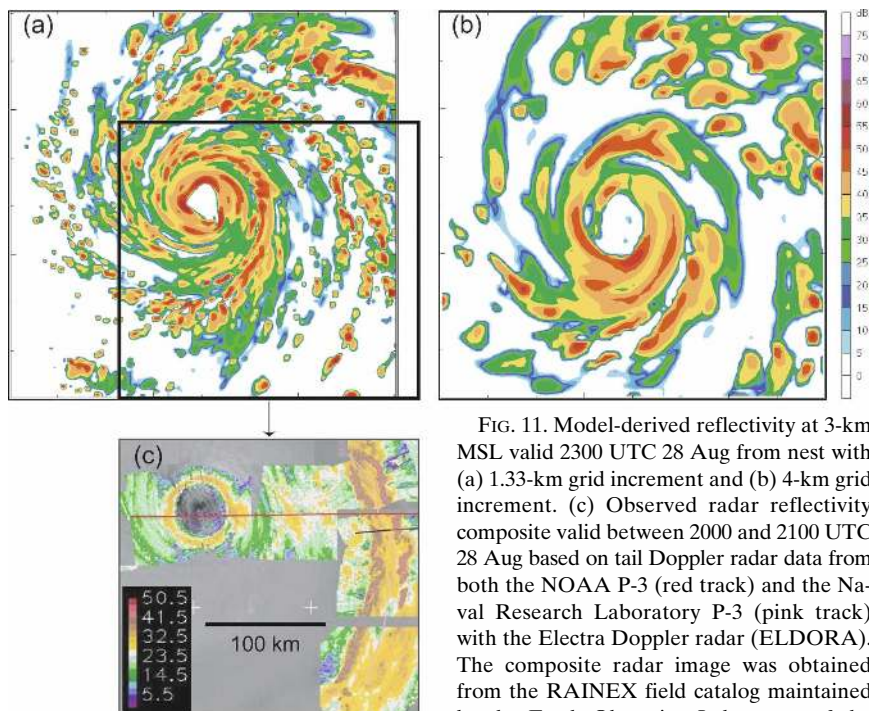 (a)
(b)
dB
75
70
65
60
55
50
45
40
35
30
25
20
15
10
5
0
(c)
50.5
41.5
32.5
23.5
14.5
5.5
100 km
FIG. 11. Model-derived reflectivity at 3-km
MSL valid 2300 UTC 28 Aug from nest with
(a) 1.33-km grid increment and (b) 4-km grid
increment. (c) Observed radar reflectivity
composite valid between 2000 and 2100 UTC
28 Aug based on tail Doppler radar data from
both the NOAA P-3 (red track) and the Na-
val Research Laboratory P-3 (pink track)
with the Electra Doppler radar (ELDORA).
The composite radar image was obtained
from the RAINEX field catalog maintained